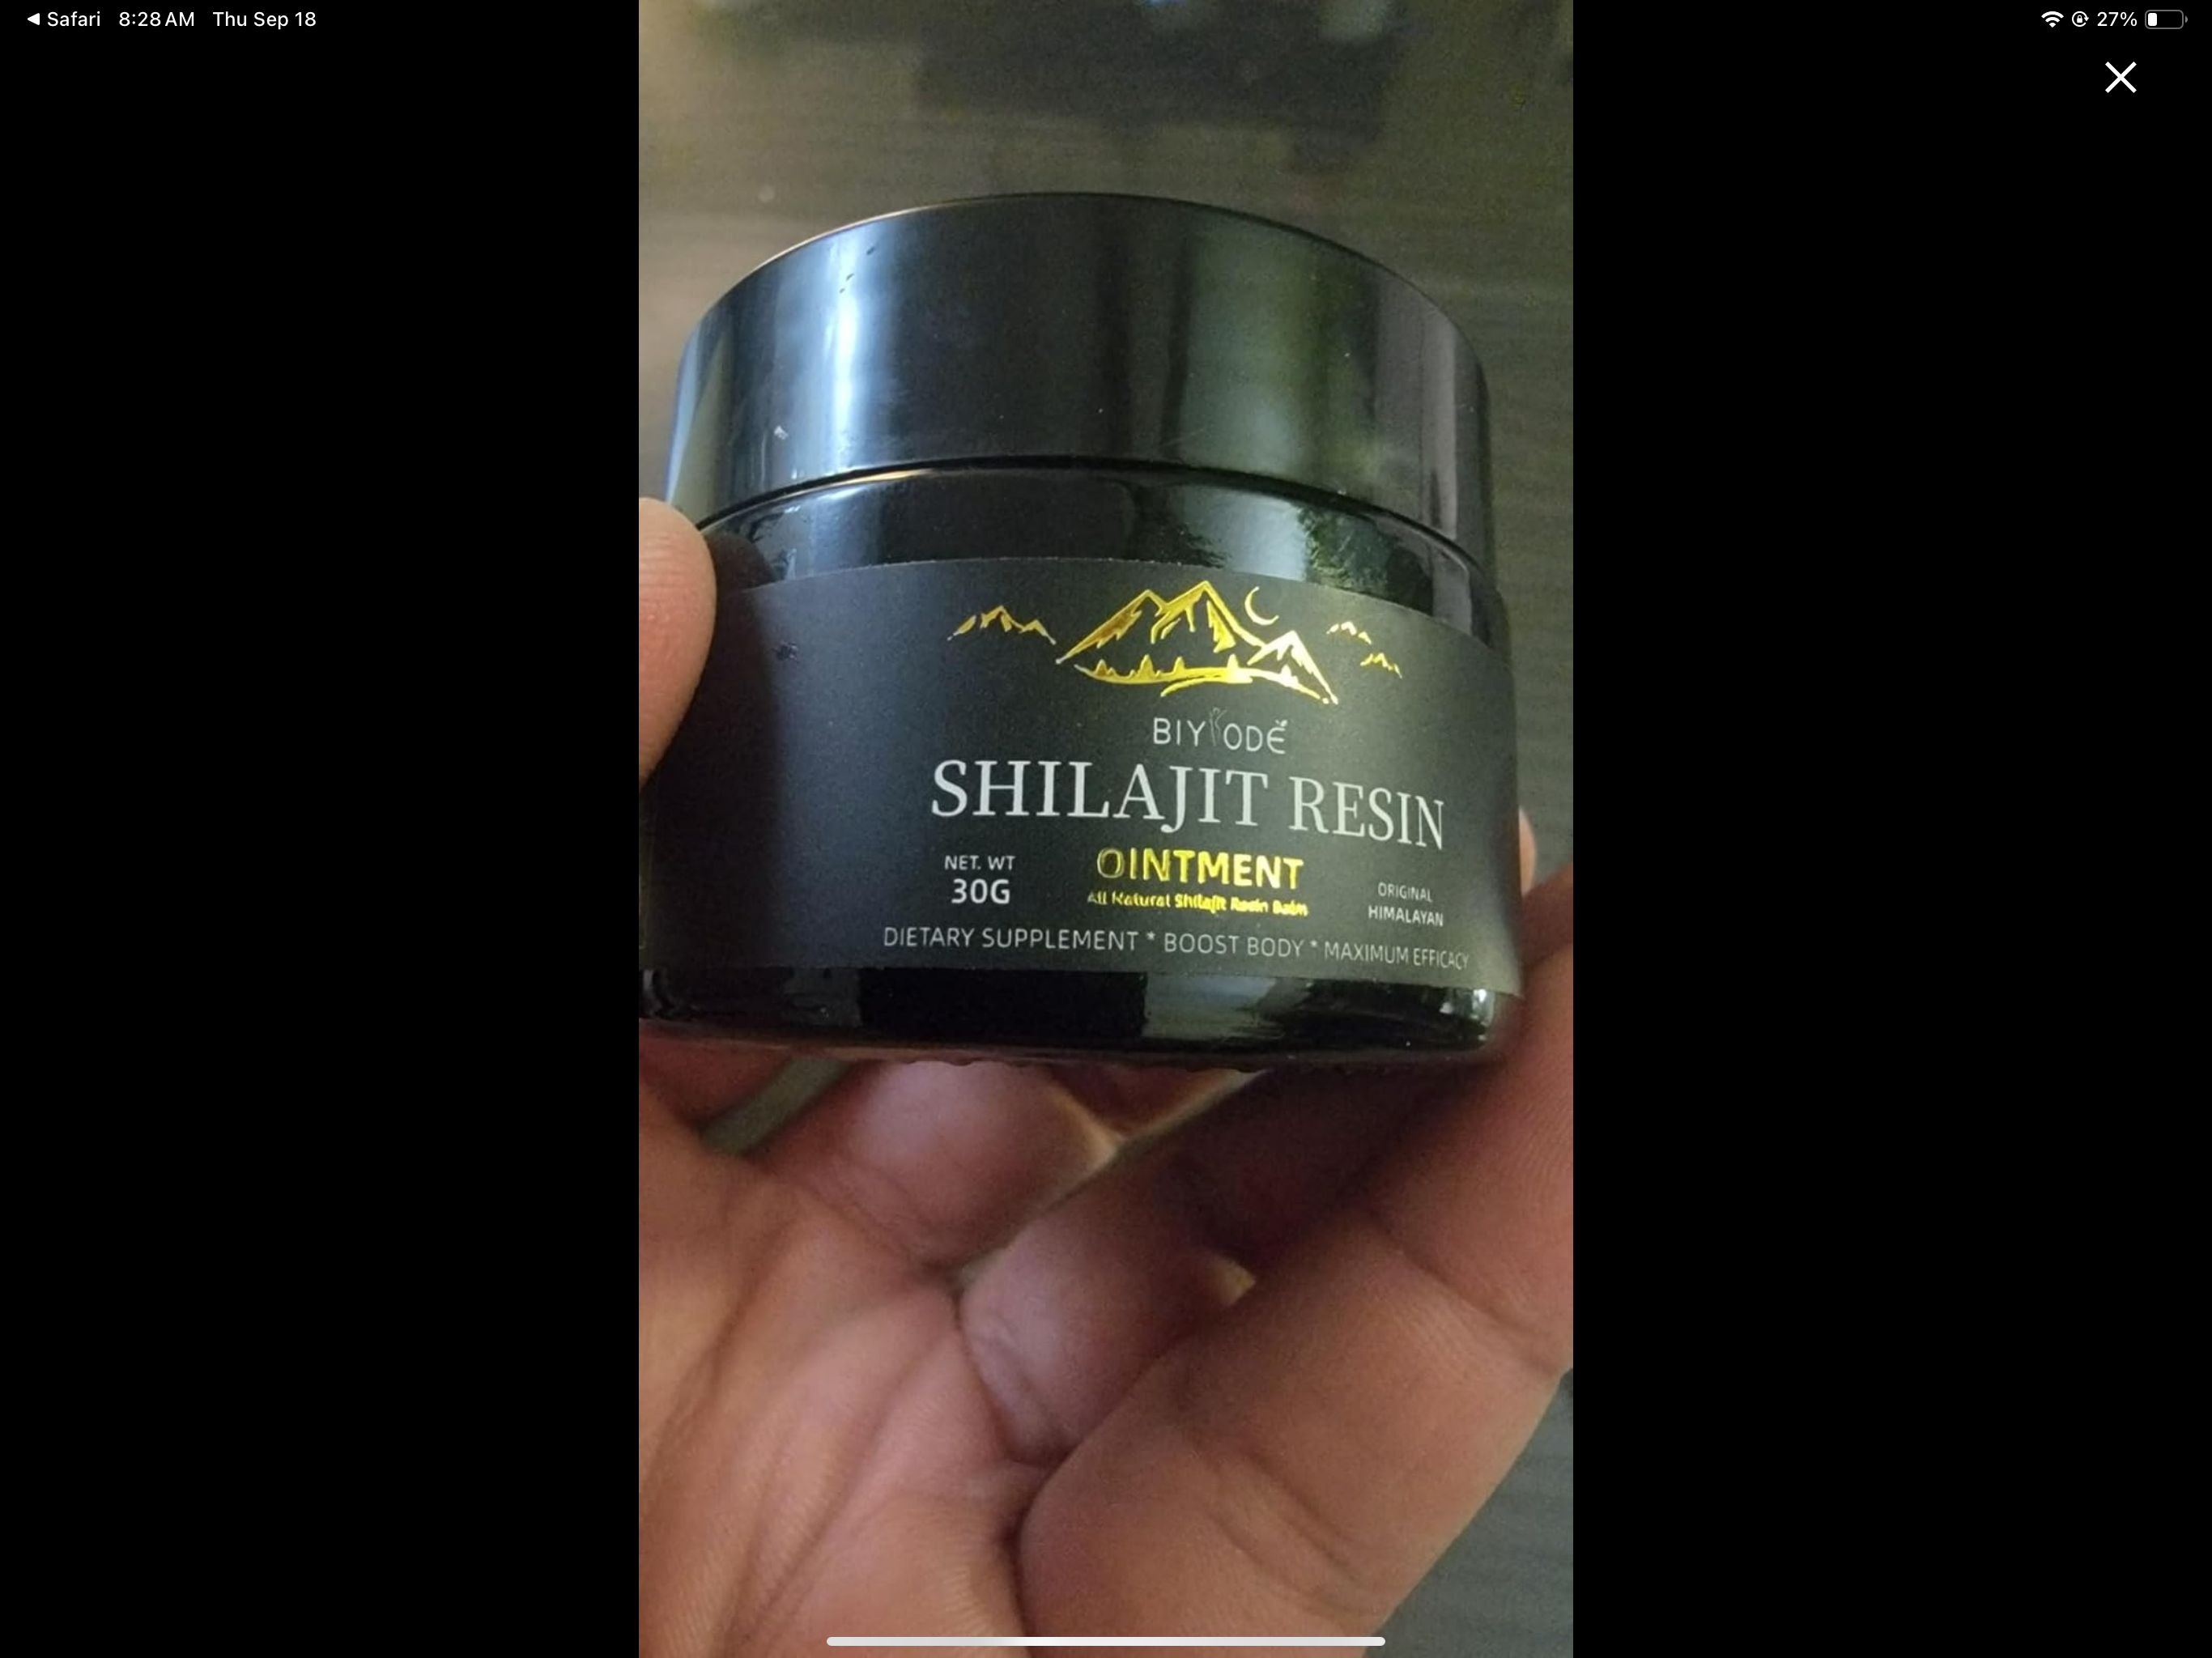 Safari 8:28 AM Thu Sep 18
27%
BIYODE
SHILAJIT RESIN
NET. WT
30G
OINTMENT
All Natural Shilajit Resin Balm
ORIGINAL
HIMALAYAN
DIETARY SUPPLEMENT * BOOST BODY * MAXIMUM EFFICACY